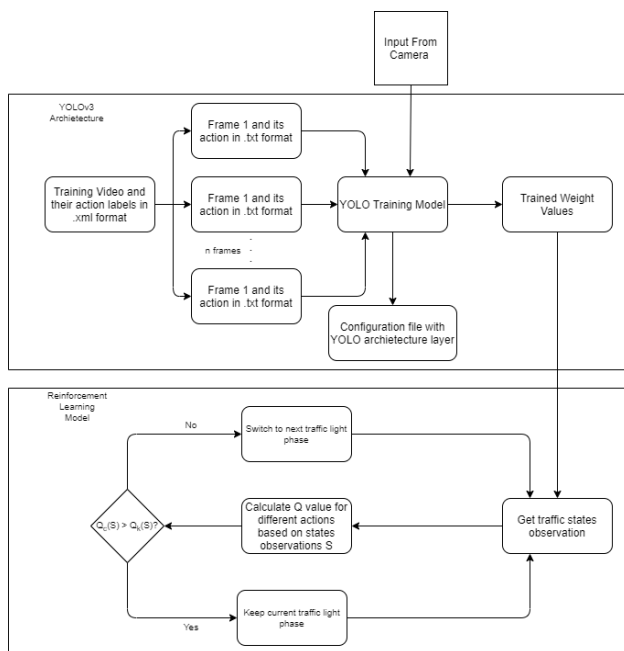 Input From
Camera
YOLOv3
Archietecture
Frame 1 and its
action in .txt format
Training Video and
their action labels in
.xml format
Frame 1 and its
action in .txt format
YOLO Training Model
Trained Weight
Values
n frames
Frame 1 and its
action in .txt format
Configuration file with
YOLO archietecture layer
Reinforcement
Learning
Model
No
Switch to next traffic light
phase
Q_c(S) > Q_k(S)?
Calculate Q value for
different actions
based on states
observations S
Get traffic states
observation
Keep current traffic light
phase
Yes